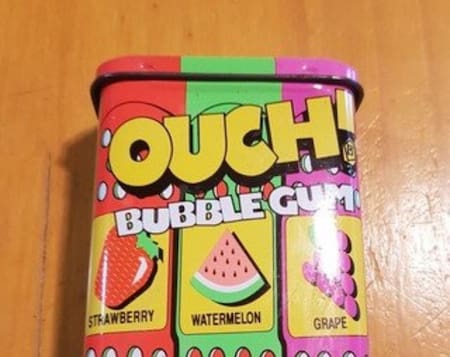 OUCH!
BUBBLE GUM
STRAWBERRY
WATERMELON
GRAPE